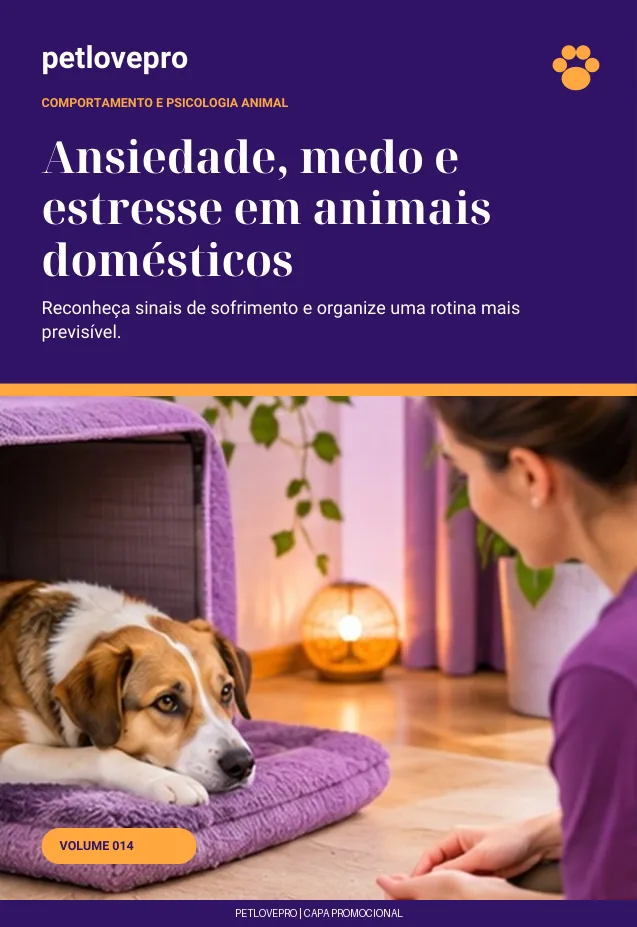 petlovepro
COMPORTAMENTO E PSICOLOGIA ANIMAL
Ansiedade, medo e
estresse em animais
domésticos
Reconheça sinais de sofrimento e organize uma rotina mais
previsível.
VOLUME 014
PETLOVEPRO | CAPA PROMOCIONAL